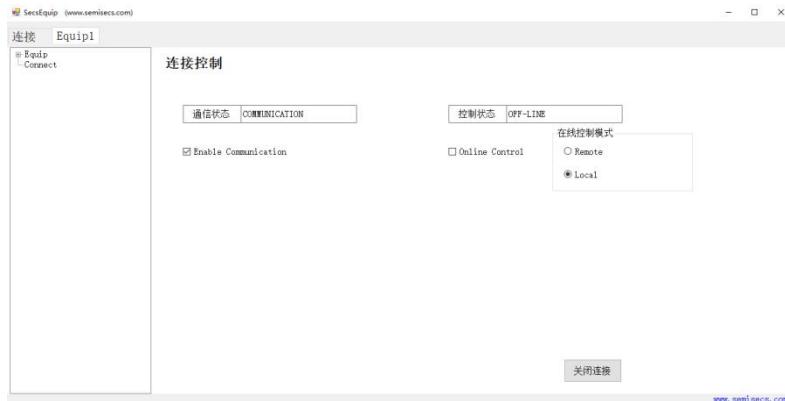 SecsEquip (www.semisecs.com)
连接 Equip1
Equip
Connect
连接控制
通信状态 COMMUNICATION 控制状态 OFF-LINE
在线控制模式
Enable Communication Online Control Remote
Local
关闭连接
www.semisecs.com